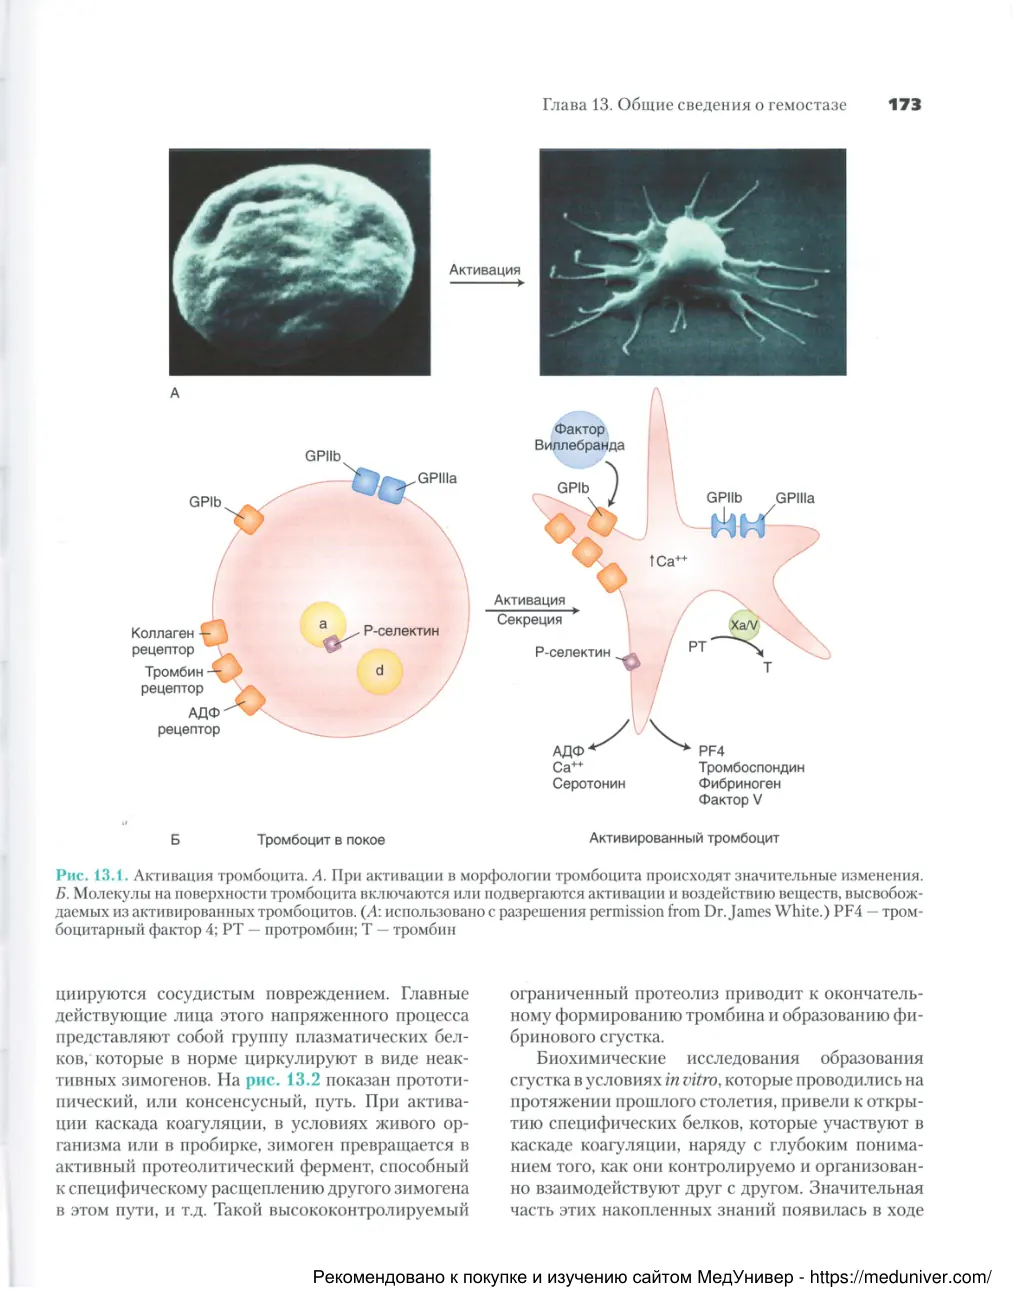 Глава 13. Общие сведения о гемостазе 173
Активация
А
GPIIb
GPIIIa
GPIb
Коллаген
рецептор
Тромбин
рецептор
АДФ
рецептор
a
P-селектин
d
Активация
Секреция
Фактор
Виллебранда
GPIb
GPIIb
GPIIIa
↑Ca⁺⁺
Xa/V
PT
T
P-селектин
АДФ
Ca⁺⁺
Серотонин
PF4
Тромбоспондин
Фибриноген
Фактор V
Б
Тромбоцит в покое
Активированный тромбоцит
Рис. 13.1. Активация тромбоцита. А. При активации в морфологии тромбоцита происходят значительные изменения.
Б. Молекулы на поверхности тромбоцита включаются или подвергаются активации и воздействию веществ, высвобож-
даемых из активированных тромбоцитов. (А: использовано с разрешения permission from Dr. James White.) PF4 — тром-
боцитарный фактор 4; PT — протромбин; T — тромбин
циируются сосудистым повреждением. Главные
действующие лица этого напряженного процесса
представляют собой группу плазматических бел-
ков, которые в норме циркулируют в виде неак-
тивных зимогенов. На рис. 13.2 показан прототи-
пический, или консенсусный, путь. При актива-
ции каскада коагуляции, в условиях живого ор-
ганизма или в пробирке, зимоген превращается в
активный протеолитический фермент, способный
к специфическому расщеплению другого зимогена
в этом пути, и т.д. Такой высококонтролируемый
ограниченный протеолиз приводит к окончатель-
ному формированию тромбина и образованию фи-
бринового сгустка.
Биохимические исследования образования
сгустка в условиях in vitro, которые проводились на
протяжении прошлого столетия, привели к откры-
тию специфических белков, которые участвуют в
каскаде коагуляции, наряду с глубоким понима-
нием того, как они контролируемо и организован-
но взаимодействуют друг с другом. Значительная
часть этих накопленных знаний появилась в ходе
Рекомендовано к покупке и изучению сайтом МедУнивер - https://meduniver.com/